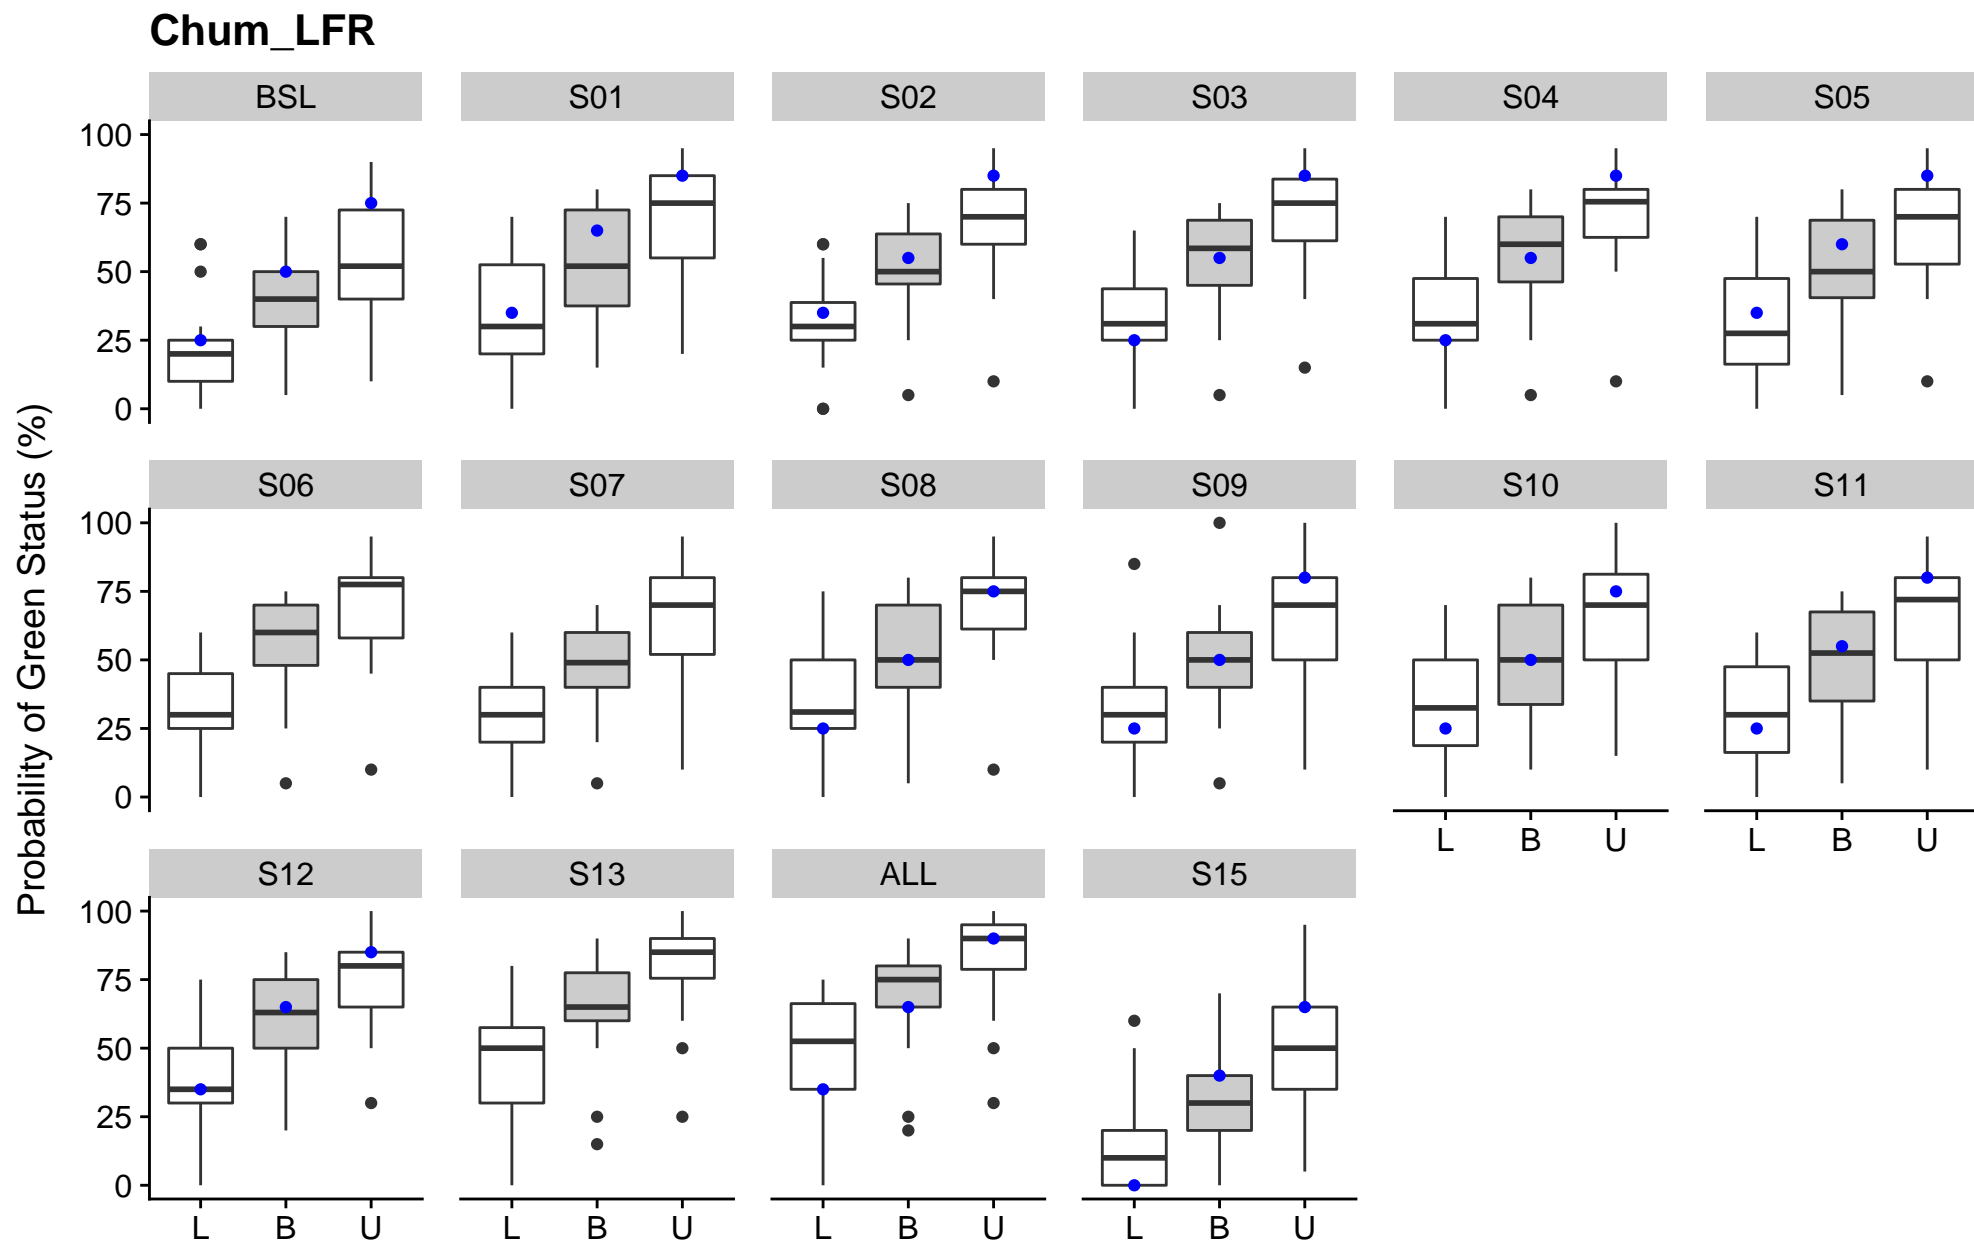 Chum_LFR
BSL S01 S02 S03 S04 S05
100
75
50
25
0
Probability of Green Status (%)
S06 S07 S08 S09 S10 S11
100
75
50
25
0
L B U L B U
S12 S13 ALL S15
100
75
50
25
0
L B U L B U L B U L B U